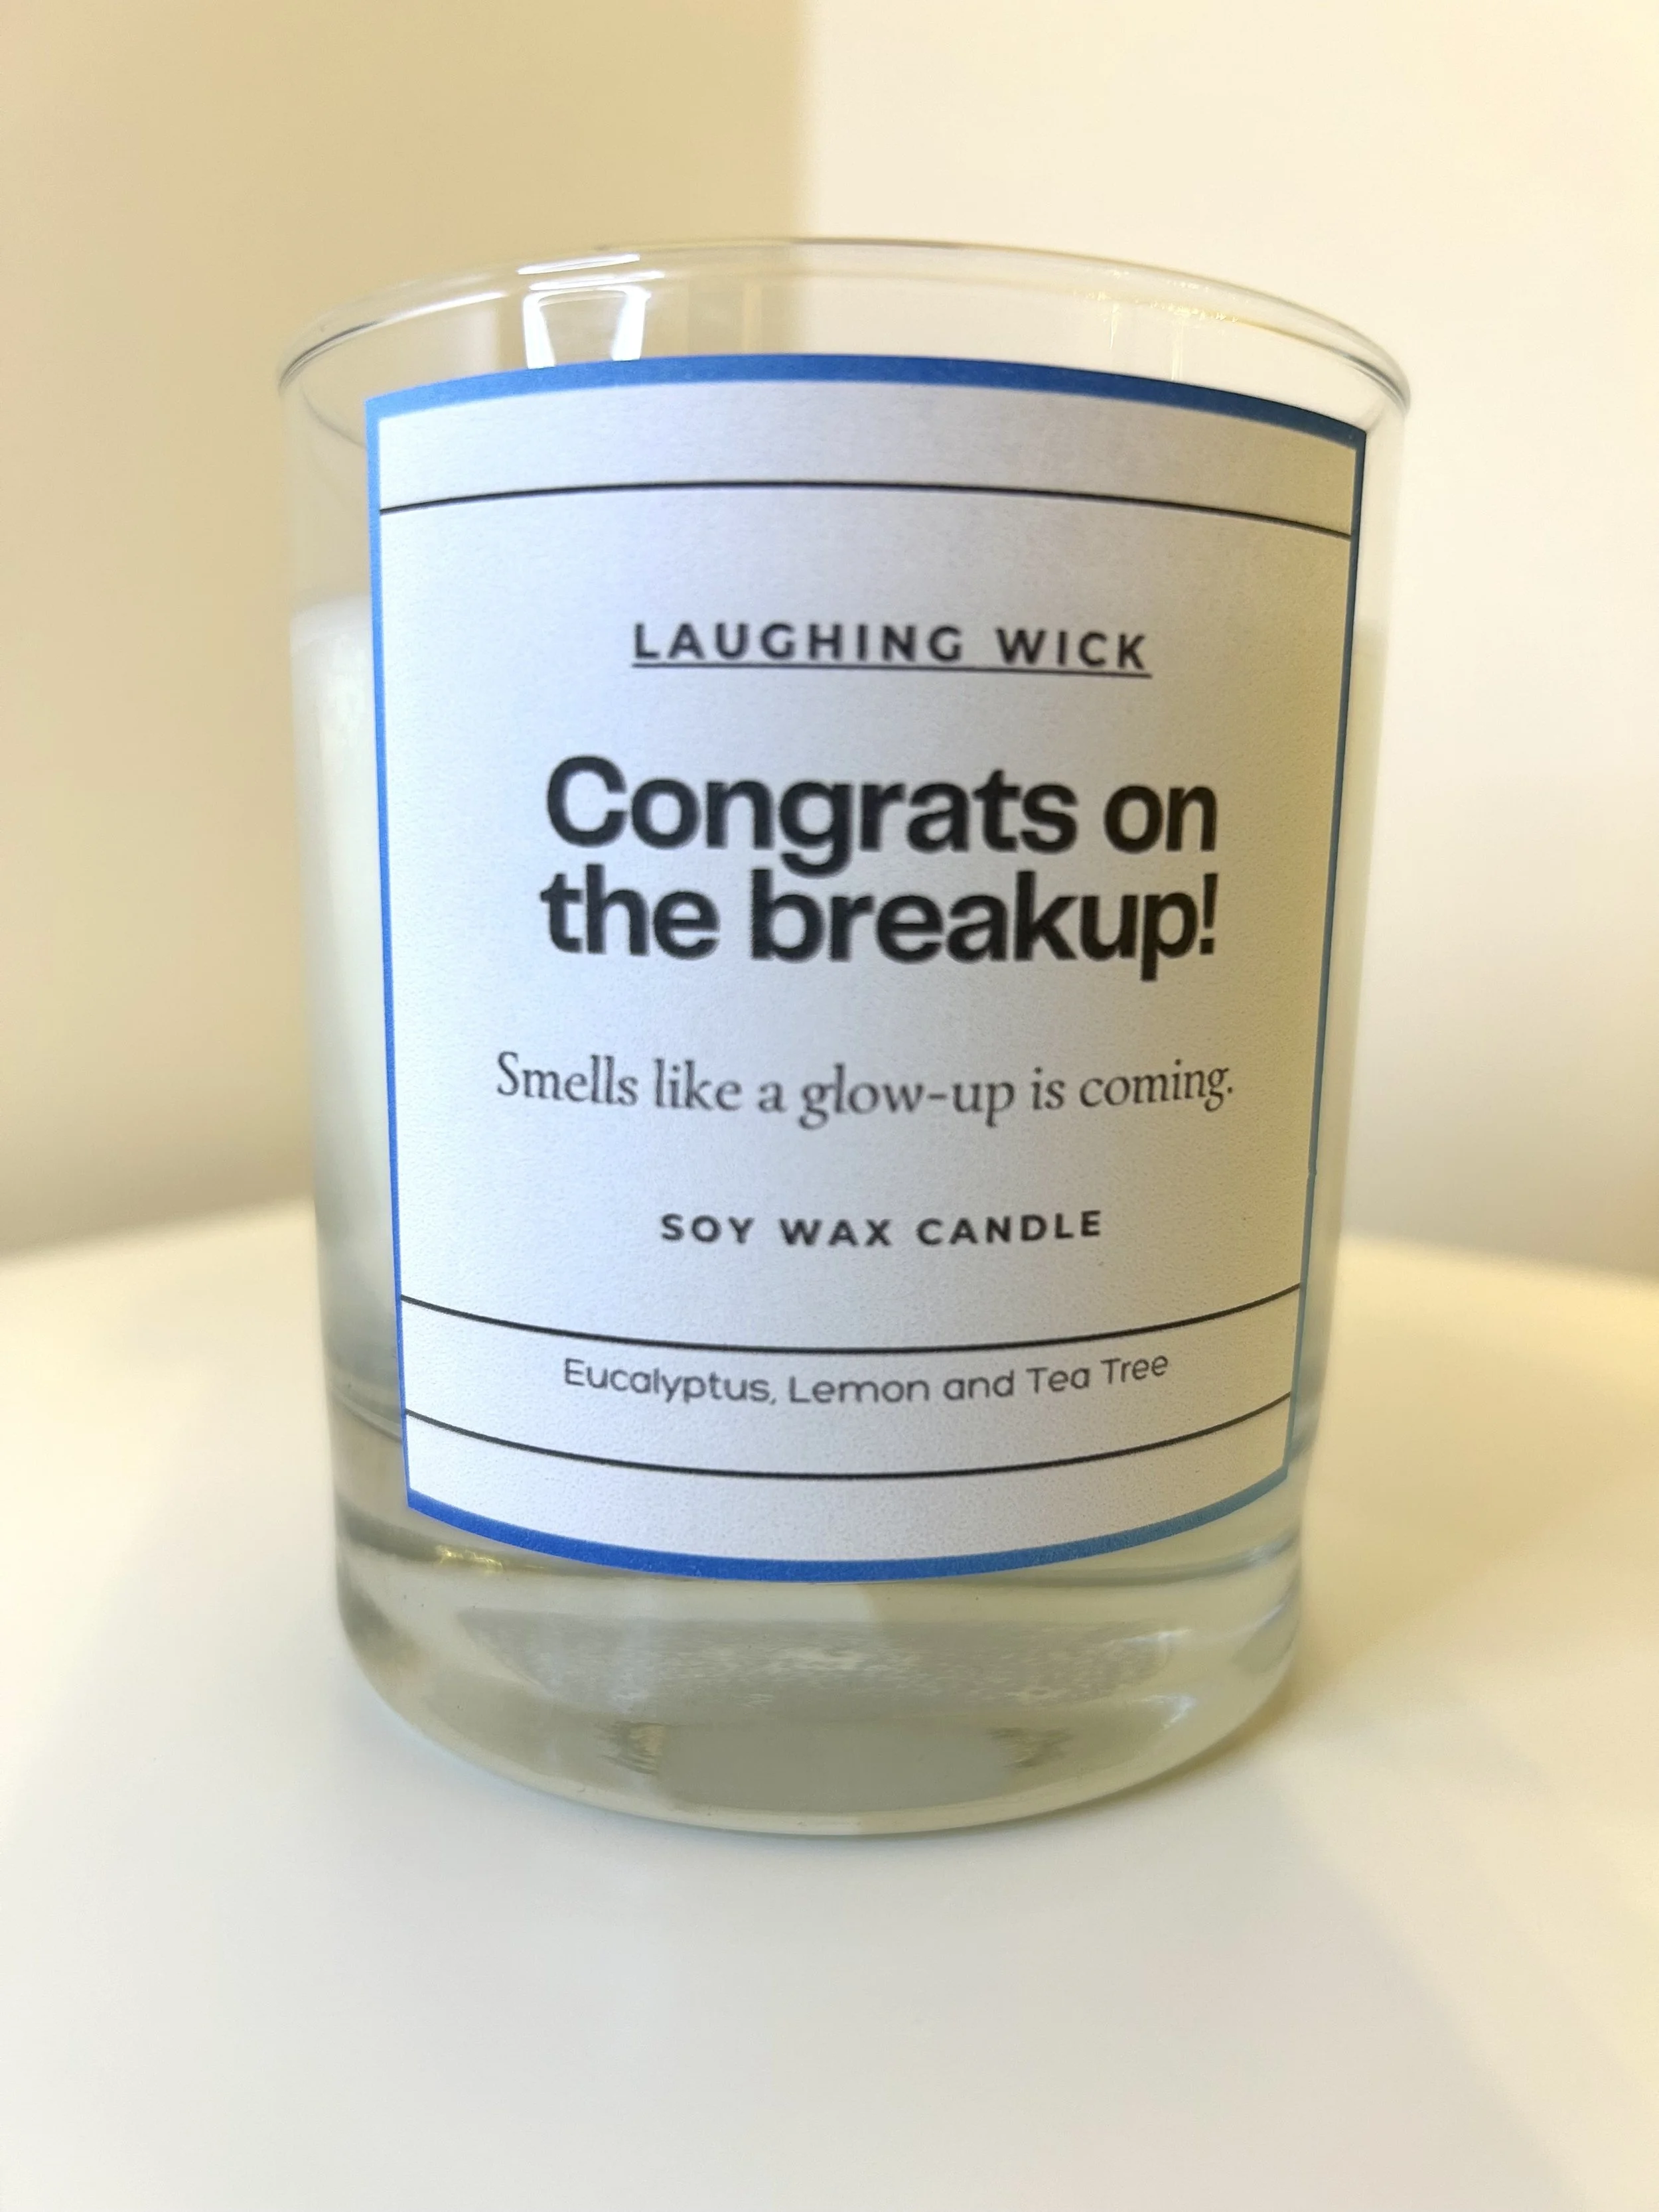 LAUGHING WICK
Congrats on
the breakup!
Smells like a glow-up is coming.
SOY WAX CANDLE
Eucalyptus, Lemon and Tea Tree